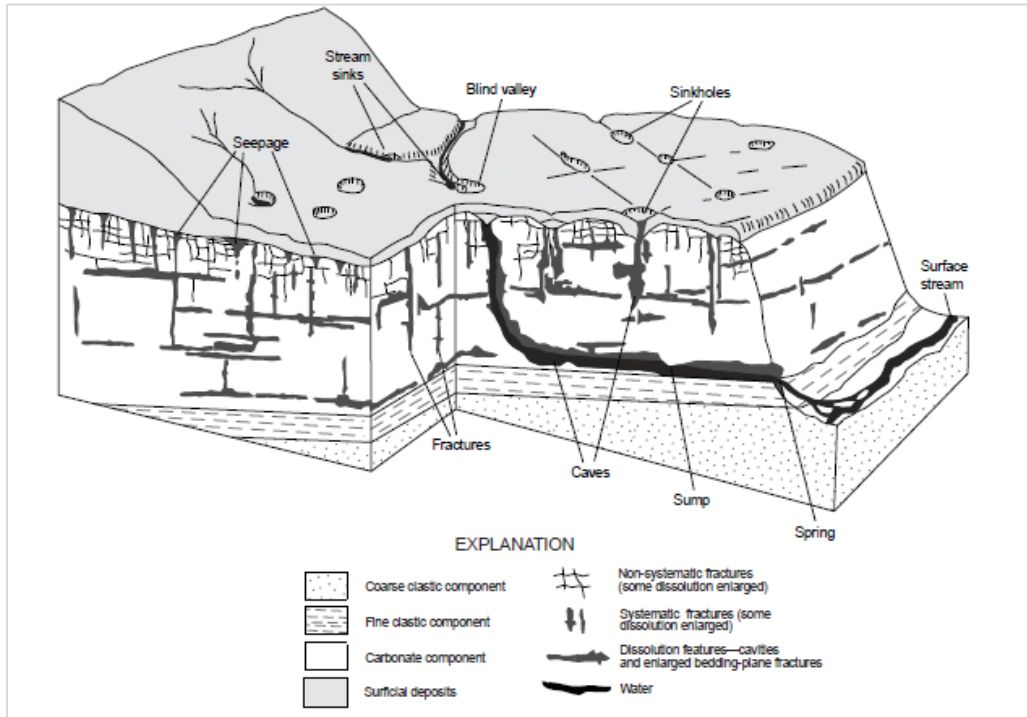 Stream
sinks
Blind valley
Sinkholes
Seepage
Surface
stream
Fractures
Caves
Sump
Spring
EXPLANATION
Coarse clastic component
Fine clastic component
Carbonate component
Surficial deposits
Non-systematic fractures
(some dissolution enlarged)
Systematic fractures (some
dissolution enlarged)
Dissolution features—cavities
and enlarged bedding-plane fractures
Water